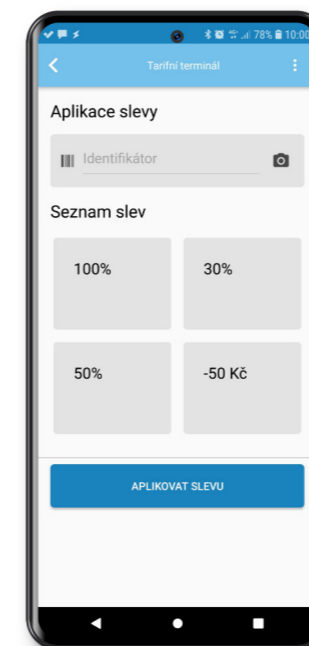 78% 10:00
Tarifní terminál
Aplikace slevy
Identifikátor
Seznam slev
100% 30%
50% -50 Kč
APLIKOVAT SLEVU